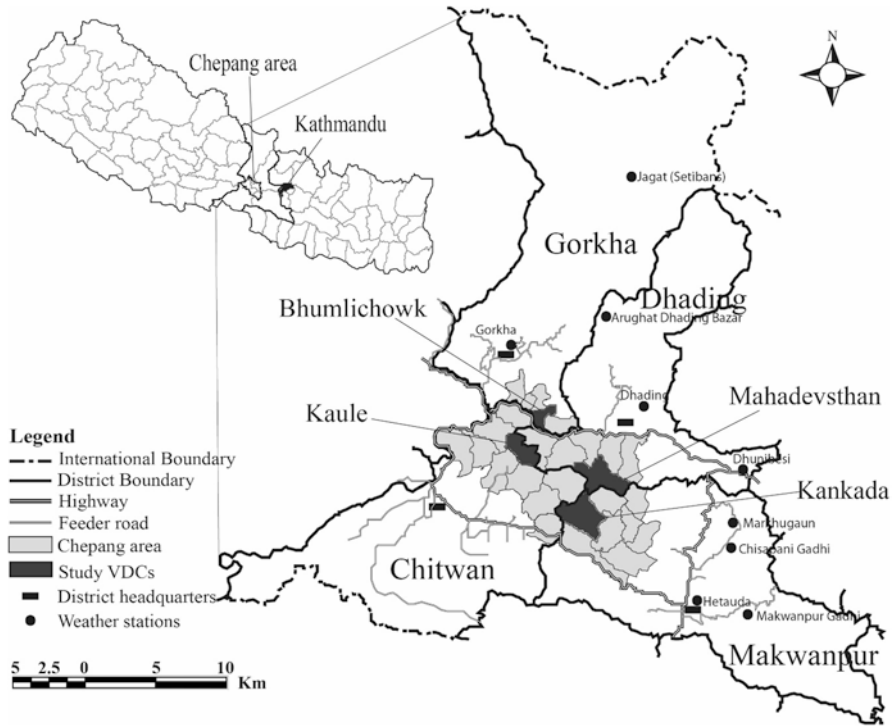 N
Chepang area
Kathmandu
Jagat (Setibans)
Gorkha
Dhading
Bhumlichowk
Arughat Dhading Bazar
Gorkha
Dhading
Mahadevsthan
Kaule
Dhunibesi
Kankada
Markhugaun
Chisapani Gadhi
Chitwan
Hetauda
Makwanpur Gadhi
Makwanpur
Legend
International Boundary
District Boundary
Highway
Feeder road
Chepang area
Study VDCs
District headquarters
Weather stations
5 2.5 0 5 10
Km